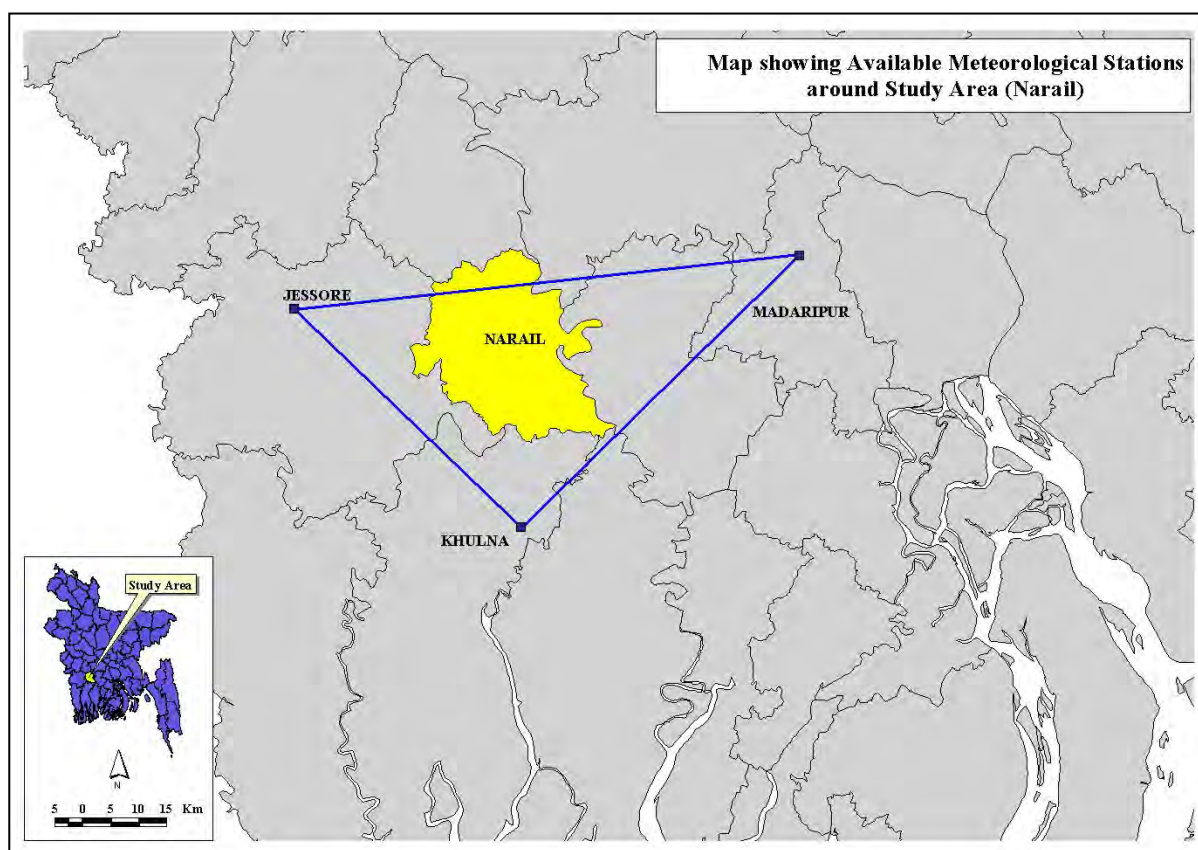 Map showing Available Meteorological Stations
around Study Area (Narail)
JESSORE
MADARIPUR
NARAIL
KHULNA
Study Area
N
5 0 5 10 15 Km